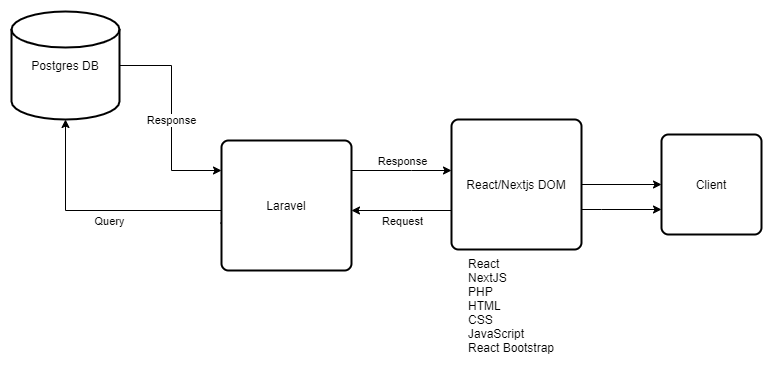 Postgres DB
Response
Query
Laravel
Response
Request
React/Nextjs DOM
Client
React
NextJS
PHP
HTML
CSS
JavaScript
React Bootstrap